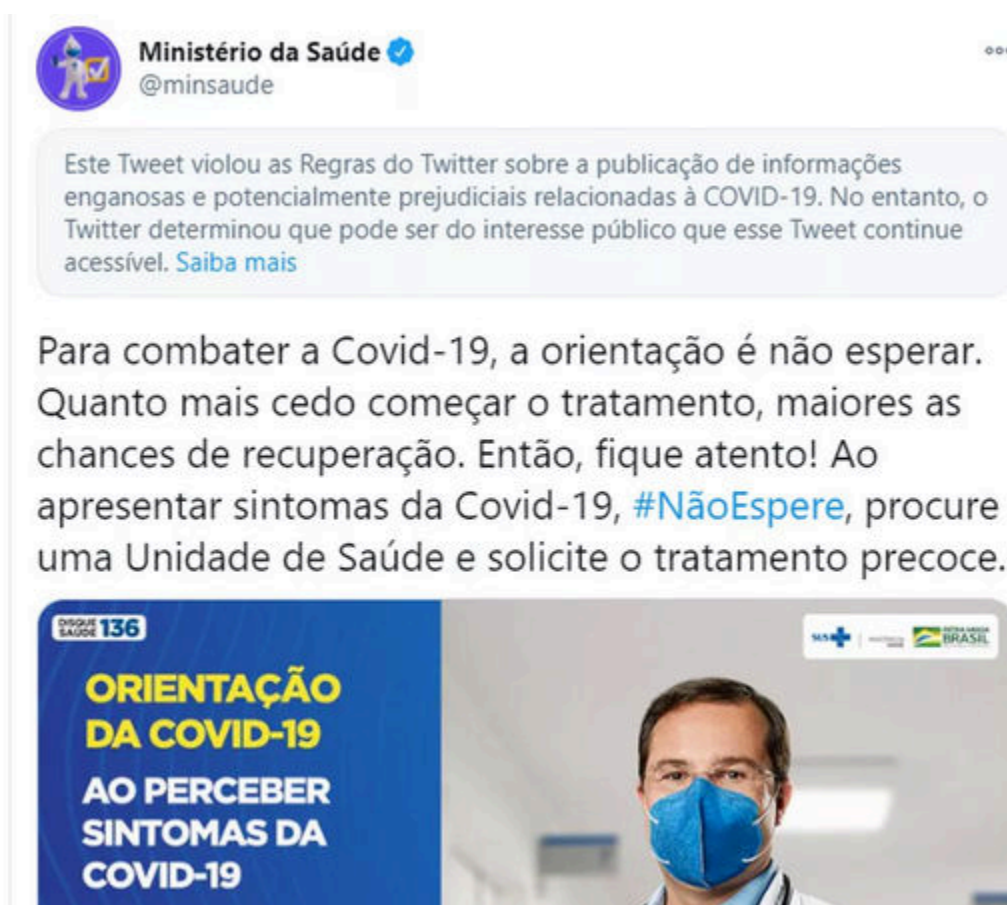 Ministério da Saúde
@minsaude
Este Tweet violou as Regras do Twitter sobre a publicação de informações
enganosas e potencialmente prejudiciais relacionadas à COVID-19. No entanto, o
Twitter determinou que pode ser do interesse público que esse Tweet continue
acessível. Saiba mais
Para combater a Covid-19, a orientação é não esperar.
Quanto mais cedo começar o tratamento, maiores as
chances de recuperação. Então, fique atento! Ao
apresentar sintomas da Covid-19, #NãoEspere, procure
uma Unidade de Saúde e solicite o tratamento precoce.
DISQUE
SAÚDE 136
SUS
BRASIL
ORIENTAÇÃO
DA COVID-19
AO PERCEBER
SINTOMAS DA
COVID-19